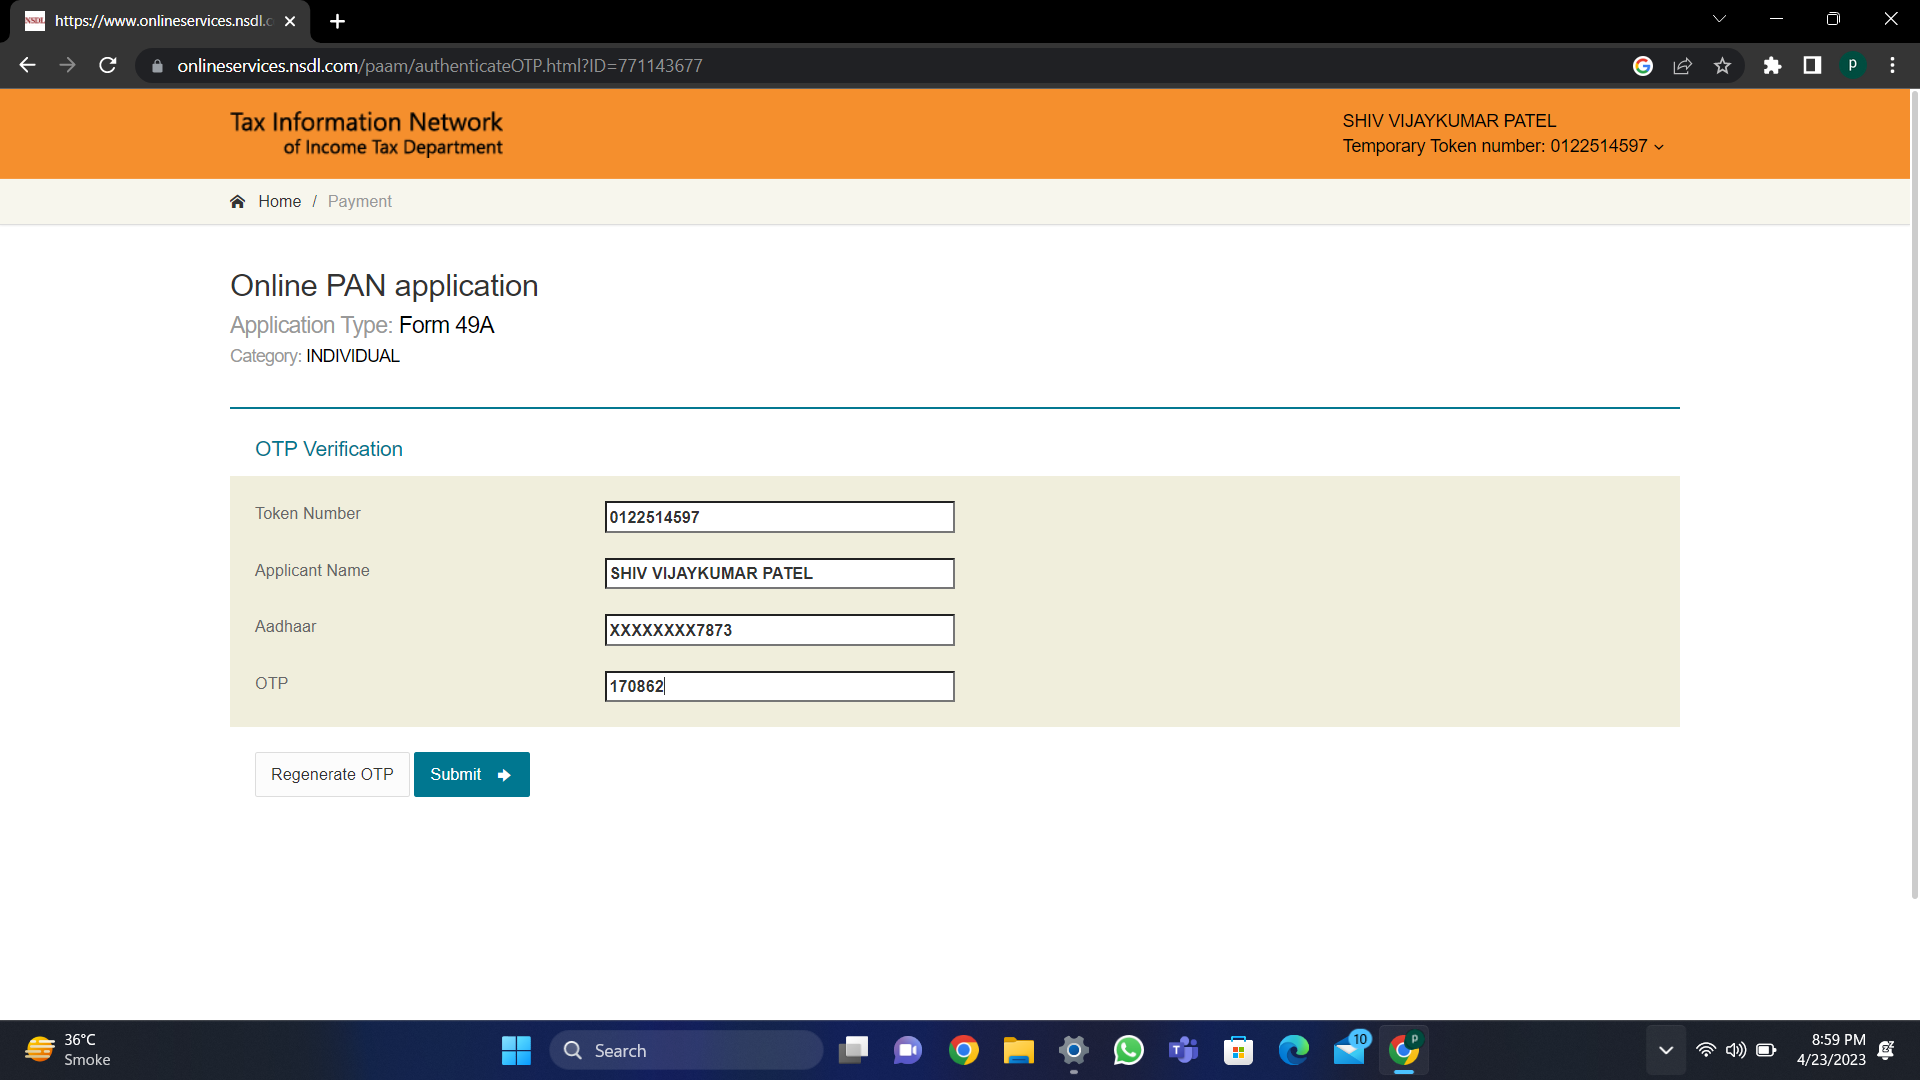 https://www.onlineservices.nsdl.c
onlineservices.nsdl.com/paam/authenticateOTP.html?ID=771143677
Tax Information Network
of Income Tax Department
SHIV VIJAYKUMAR PATEL
Temporary Token number: 0122514597
Home / Payment
Online PAN application
Application Type: Form 49A
Category: INDIVIDUAL
OTP Verification
Token Number 0122514597
Applicant Name SHIV VIJAYKUMAR PATEL
Aadhaar XXXXXXXX7873
OTP 170862
Regenerate OTP Submit
36°C
Smoke
Search
10
8:59 PM
4/23/2023